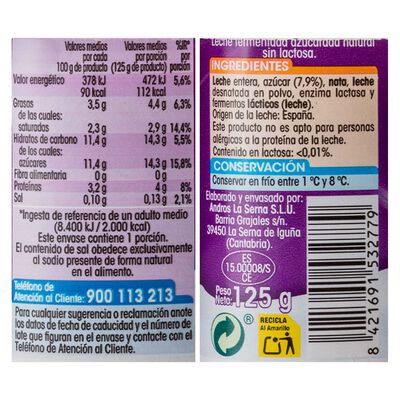 Valores medios Valores medios %IR*
por cada por porción por
100 g de producto) (125 g de producto) porción
Valor energético 378 kJ 472 kJ 5,6%
90 kcal 112 kcal
Grasas 3,5 g 4,4 g 6,3%
de las cuales:
saturadas 2,3 g 2,9 g 14,4%
Hidratos de carbono 11,4 g 14,3 g 5,5%
de los cuales:
azúcares 11,4 g 14,3 g 15,8%
Fibra alimentaria 0 g 0 g
Proteínas 3,2 g 4 g 8%
Sal 0,10 g 0,13 g 2,1%
*Ingesta de referencia de un adulto medio
(8.400 kJ / 2.000 kcal)
Este envase contiene 1 porción.
El contenido de sal obedece exclusivamente
al sodio presente de forma natural
en el alimento.
Teléfono de
Atención al Cliente: 900 113 213
Para cualquier sugerencia o reclamación anote
los datos de fecha de caducidad y el número de
lote que figuran en el envase y contacte con el
Teléfono de Atención al Cliente.
Leche fermentada azucarada natural
sin lactosa.
INGREDIENTES
Leche entera, azúcar (7,9%), nata, leche
desnatada en polvo, enzima lactasa y
fermentos lácticos (leche).
Origen de la leche: España.
Este producto no es apto para personas
alérgicas a la proteína de la leche.
Contenido en lactosa: <0,01%.
CONSERVACIÓN
Conservar en frío entre 1 °C y 8 °C.
Elaborado y envasado por:
Andros La Serna S.L.U.
Barrio Grajales s/n.
39450 La Serna de Iguña
(Cantabria).
ES
15.00008/S
CE
Peso
Neto: 125 g
RECICLA
Al Amarillo
8 421691 532779